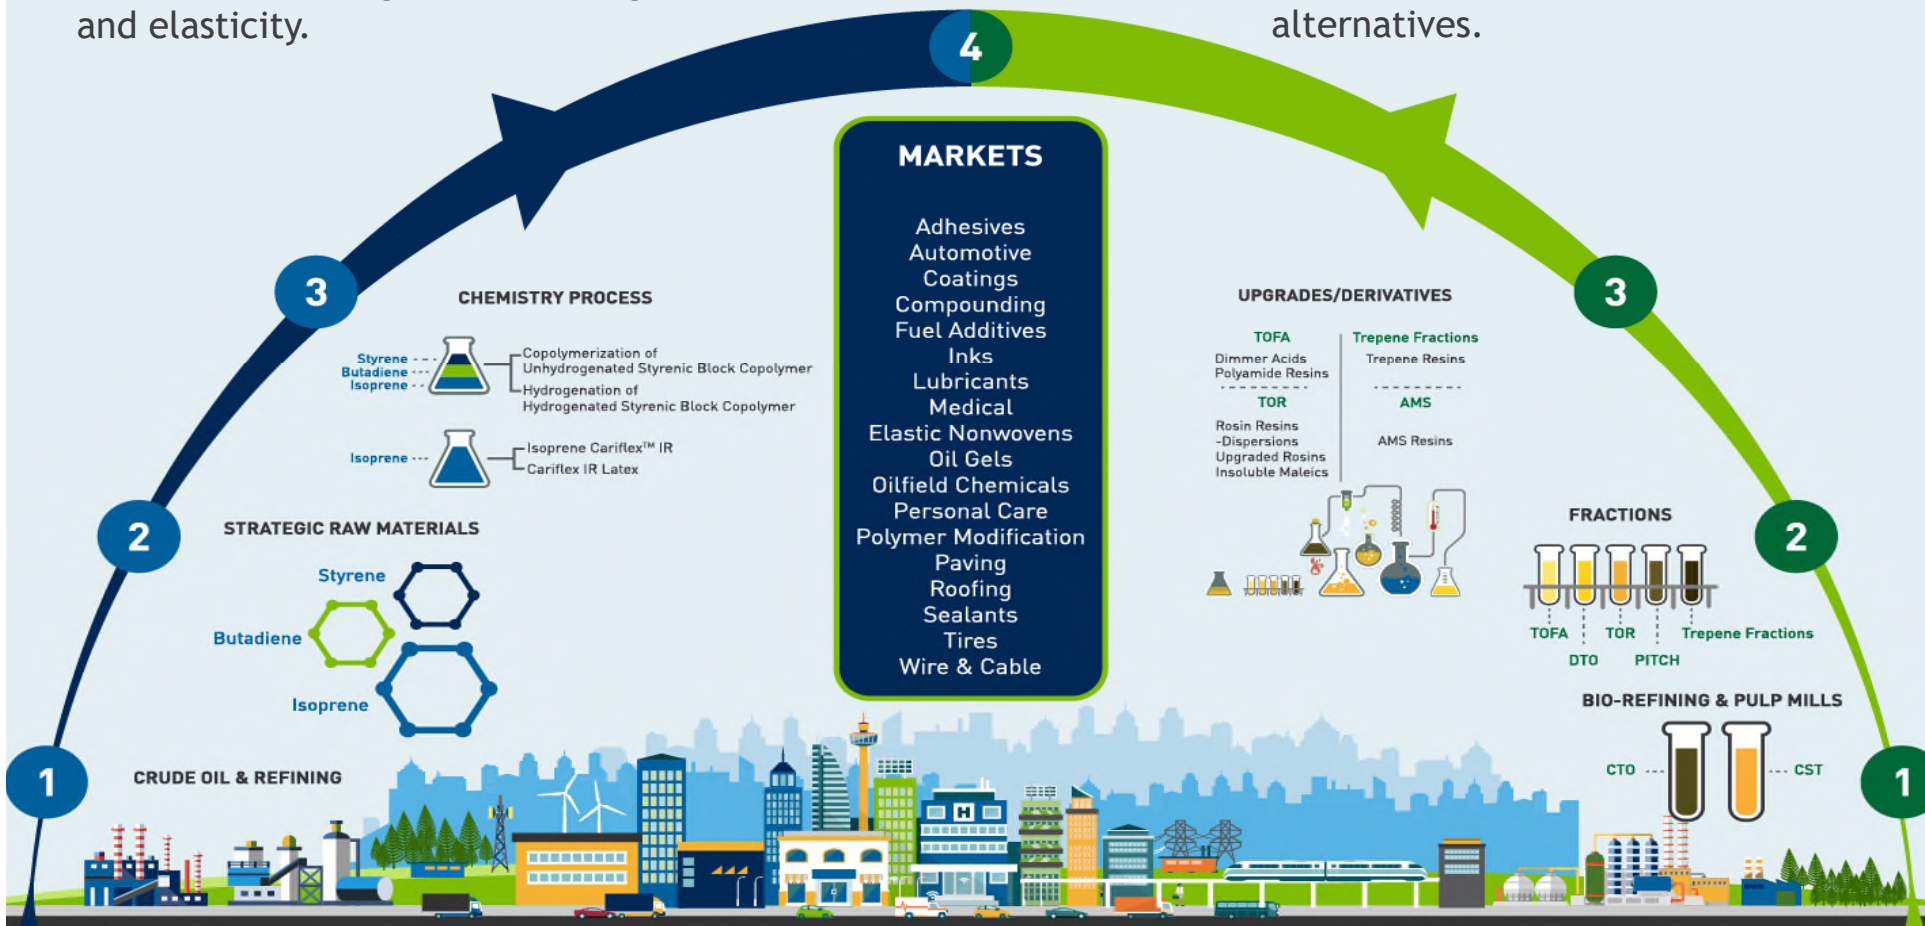 and elasticity.
alternatives.
4
MARKETS
Adhesives
Automotive
Coatings
Compounding
Fuel Additives
Inks
Lubricants
Medical
Elastic Nonwovens
Oil Gels
Oilfield Chemicals
Personal Care
Polymer Modification
Paving
Roofing
Sealants
Tires
Wire & Cable
3
CHEMISTRY PROCESS
Styrene
Butadiene
Isoprene
Copolymerization of
Unhydrogenated Styrenic Block Copolymer
Hydrogenation of
Hydrogenated Styrenic Block Copolymer
Isoprene
Isoprene Cariflex™ IR
Cariflex IR Latex
2
STRATEGIC RAW MATERIALS
Styrene
Butadiene
Isoprene
1
CRUDE OIL & REFINING
3
UPGRADES/DERIVATIVES
TOFA
Dimmer Acids
Polyamide Resins
Trepene Fractions
Trepene Resins
TOR
Rosin Resins
-Dispersions
Upgraded Rosins
Insoluble Maleics
AMS
AMS Resins
2
FRACTIONS
TOFA
TOR
Trepene Fractions
DTO
PITCH
BIO-REFINING & PULP MILLS
CTO
CST
1
H